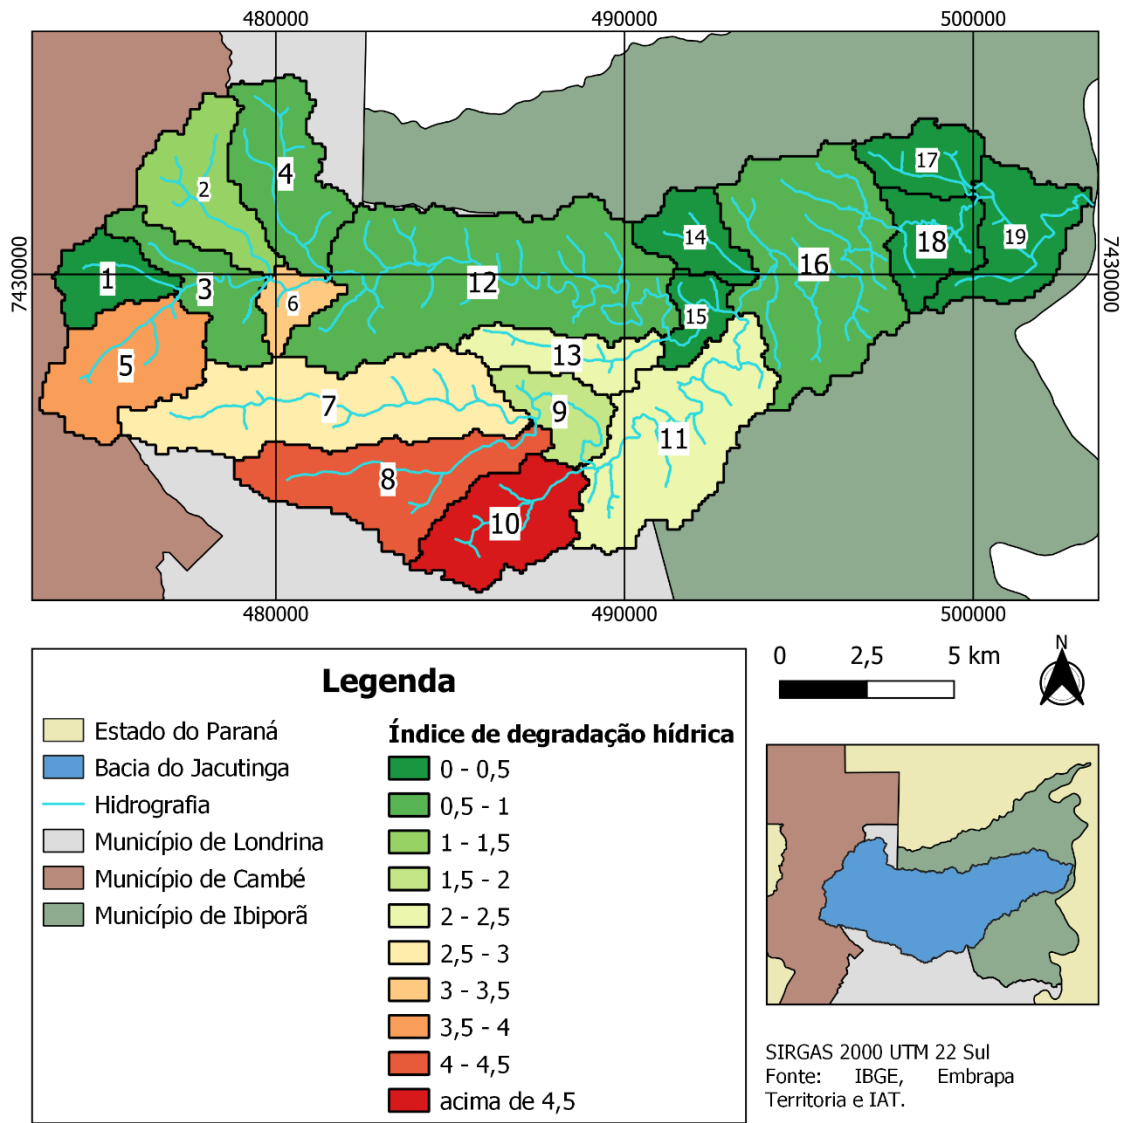 480000
490000
500000
7430000
7430000
1
2
3
4
5
6
7
8
9
10
11
12
13
14
15
16
17
18
19
480000
490000
500000
Legenda
Estado do Paraná
Bacia do Jacutinga
Hidrografia
Município de Londrina
Município de Cambé
Município de Ibiporã
Índice de degradação hídrica
0 - 0,5
0,5 - 1
1 - 1,5
1,5 - 2
2 - 2,5
2,5 - 3
3 - 3,5
3,5 - 4
4 - 4,5
acima de 4,5
0 2,5 5 km
N
SIRGAS 2000 UTM 22 Sul
Fonte: IBGE, Embrapa
Territoria e IAT.